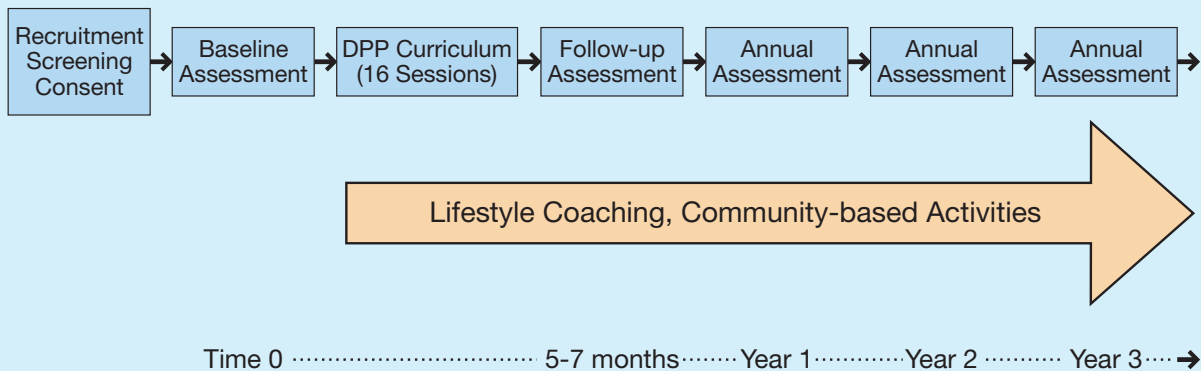 Recruitment
Screening
Consent
Baseline
Assessment
DPP Curriculum
(16 Sessions)
Follow-up
Assessment
Annual
Assessment
Annual
Assessment
Annual
Assessment
Lifestyle Coaching, Community-based Activities
Time 0 5-7 months Year 1 Year 2 Year 3